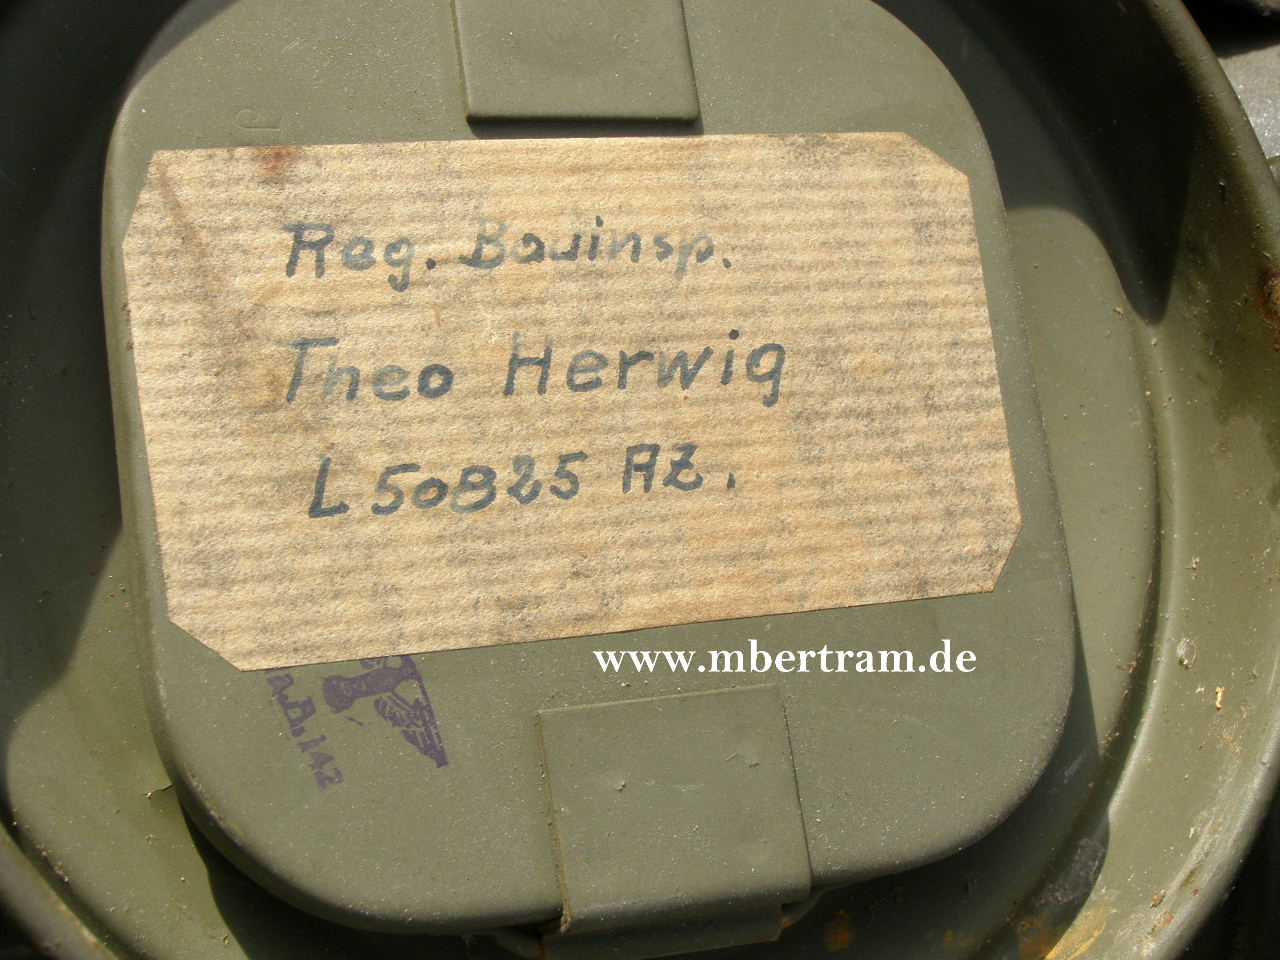 Reg. Bauinsp.
Theo Herwig
L 50825 AZ.
www.mbertram.de